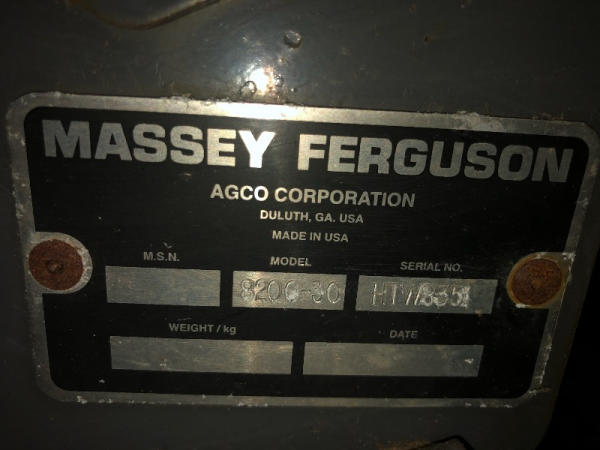 MASSEY FERGUSON
AGCO CORPORATION
DULUTH, GA. USA
MADE IN USA
M.S.N. MODEL SERIAL NO.
8200-30
WEIGHT / kg DATE